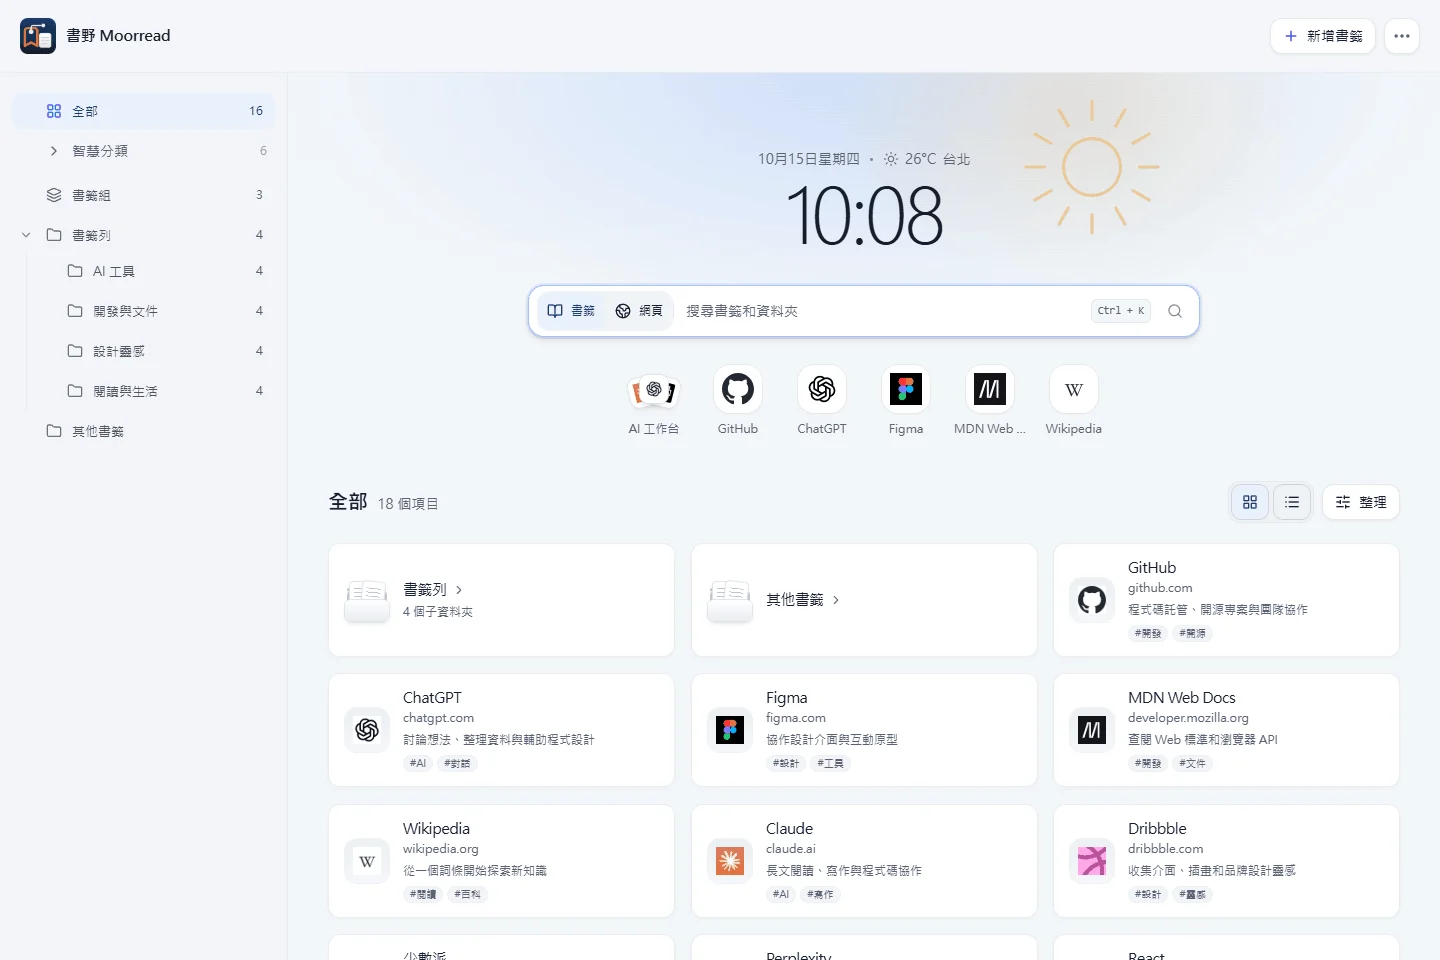 書野 Moorread
新增書籤
全部 16
智慧分類 6
書籤組 3
書籤列 4
AI 工具 4
開發與文件 4
設計靈感 4
閱讀與生活 4
其他書籤
10月15日星期四 • 26°C 台北
10:08
書籤 網頁 搜尋書籤和資料夾 Ctrl + K
AI 工作台 GitHub ChatGPT Figma MDN Web ... Wikipedia
全部 18 個項目
整理
書籤列
4 個子資料夾
其他書籤
GitHub
github.com
程式碼託管、開源專案與團隊協作
#開發 #開源
ChatGPT
chatgpt.com
討論想法、整理資料與輔助程式設計
#AI #對話
Figma
figma.com
協作設計介面與互動原型
#設計 #工具
MDN Web Docs
developer.mozilla.org
查閱 Web 標準和瀏覽器 API
#開發 #文件
Wikipedia
wikipedia.org
從一個詞條開始探索新知識
#閱讀 #百科
Claude
claude.ai
長文閱讀、寫作與程式碼協作
#AI #寫作
Dribbble
dribbble.com
收集介面、插畫和品牌設計靈感
#設計 #靈感
少數派
Perplexity
React